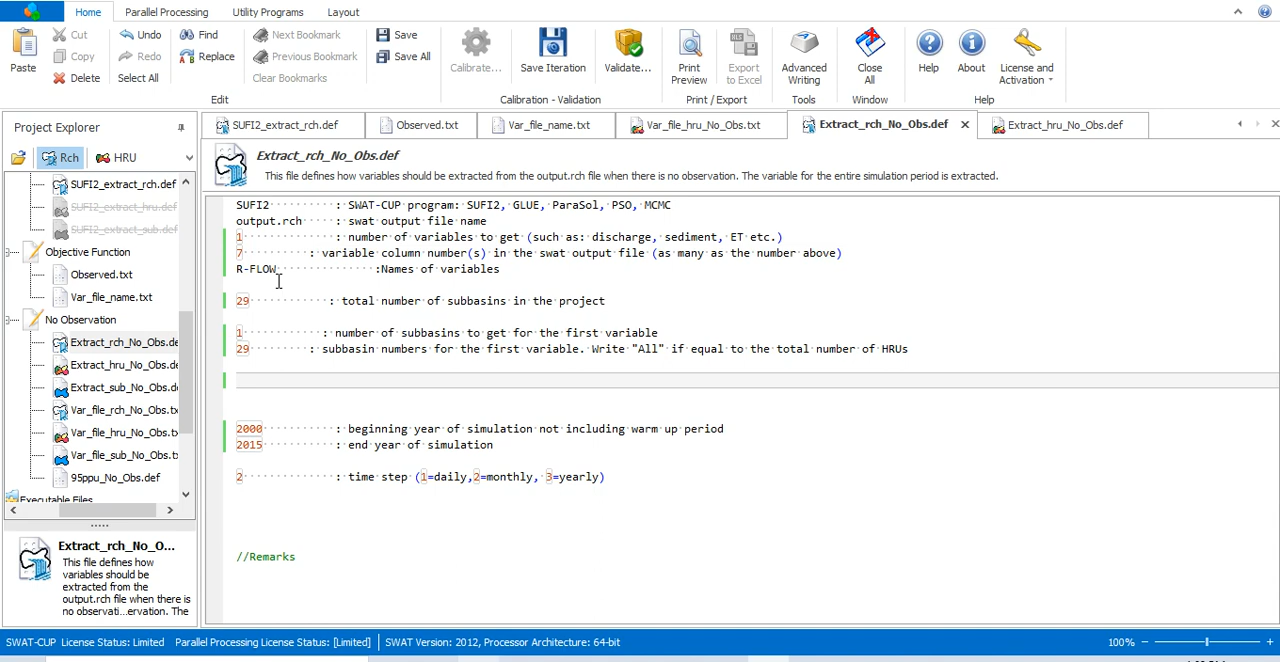 Home
Parallel Processing
Utility Programs
Layout
Paste
Cut
Copy
Delete
Undo
Redo
Select All
Find
Replace
Edit
Next Bookmark
Previous Bookmark
Clear Bookmarks
Save
Save All
Calibrate...
Save Iteration
Validate...
Calibration - Validation
Print Preview
Export to Excel
Print / Export
Advanced Writing
Tools
Close All
Window
Help
About
License and Activation
Help
Project Explorer
Rch
HRU
SUFI2_extract_rch.def
SUFI2_extract_hru.def
SUFI2_extract_sub.def
Objective Function
Observed.txt
Var_file_name.txt
No Observation
Extract_rch_No_Obs.de
Extract_hru_No_Obs.d
Extract_sub_No_Obs.d
Var_file_rch_No_Obs.tx
Var_file_hru_No_Obs.t
Var_file_sub_No_Obs.t
95ppu_No_Obs.def
Extract_rch_No_O...
This file defines how
variables should be
extracted from the
output.rch file when there is
no observati...ervation. The
SUFI2_extract_rch.def
Observed.txt
Var_file_name.txt
Var_file_hru_No_Obs.txt
Extract_rch_No_Obs.def
Extract_hru_No_Obs.def
Extract_rch_No_Obs.def
This file defines how variables should be extracted from the output.rch file when there is no observation. The variable for the entire simulation period is extracted.
SUFI2 : SWAT-CUP program: SUFI2, GLUE, ParaSol, PSO, MCMC
output.rch : swat output file name
1 : number of variables to get (such as: discharge, sediment, ET etc.)
7 : variable column number(s) in the swat output file (as many as the number above)
R-FLOW :Names of variables
29 : total number of subbasins in the project
1 : number of subbasins to get for the first variable
29 : subbasin numbers for the first variable. Write "All" if equal to the total number of HRUs
2000 : beginning year of simulation not including warm up period
2015 : end year of simulation
2 : time step (1=daily,2=monthly, 3=yearly)
//Remarks
SWAT-CUP License Status: Limited
Parallel Processing License Status: [Limited]
SWAT Version: 2012, Processor Architecture: 64-bit
100%